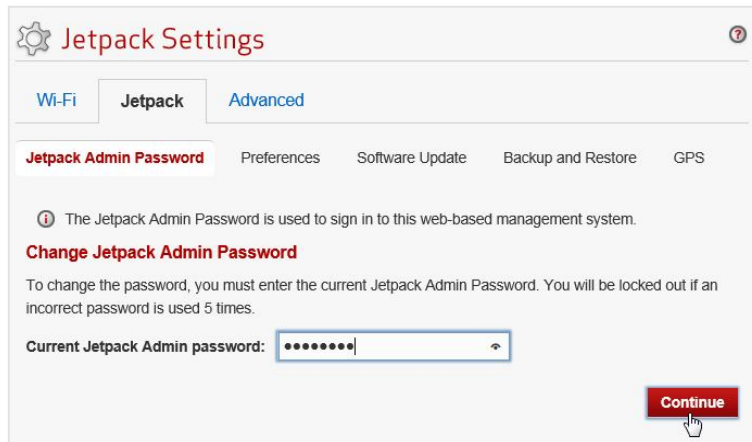 Jetpack Settings
?
Wi-Fi Jetpack Advanced
Jetpack Admin Password Preferences Software Update Backup and Restore GPS
i The Jetpack Admin Password is used to sign in to this web-based management system.
Change Jetpack Admin Password
To change the password, you must enter the current Jetpack Admin Password. You will be locked out if an
incorrect password is used 5 times.
Current Jetpack Admin password: ●●●●●●●●
Continue